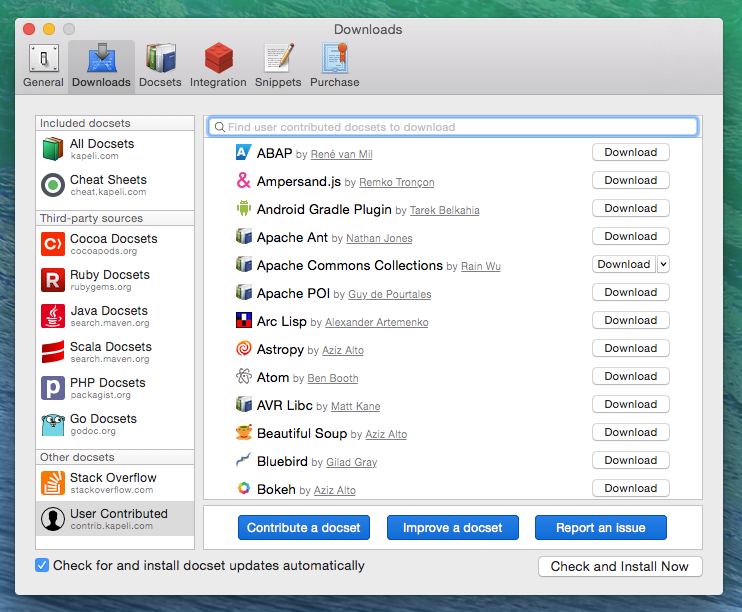 Downloads
General
Downloads
Docsets
Integration
Snippets
Purchase
Included docsets
All Docsets
kapeli.com
Cheat Sheets
cheat.kapeli.com
Third-party sources
Cocoa Docsets
cocoapods.org
Ruby Docsets
rubygems.org
Java Docsets
search.maven.org
Scala Docsets
search.maven.org
PHP Docsets
packagist.org
Go Docsets
godoc.org
Other docsets
Stack Overflow
stackoverflow.com
User Contributed
contrib.kapeli.com
Find user contributed docsets to download
ABAP by René van Mil Download
Ampersand.js by Remko Tronçon Download
Android Gradle Plugin by Tarek Belkahia Download
Apache Ant by Nathan Jones Download
Apache Commons Collections by Rain Wu Download
Apache POI by Guy de Pourtales Download
Arc Lisp by Alexander Artemenko Download
Astropy by Aziz Alto Download
Atom by Ben Booth Download
AVR Libc by Matt Kane Download
Beautiful Soup by Aziz Alto Download
Bluebird by Gilad Gray Download
Bokeh by Aziz Alto Download
Contribute a docset
Improve a docset
Report an issue
Check for and install docset updates automatically
Check and Install Now